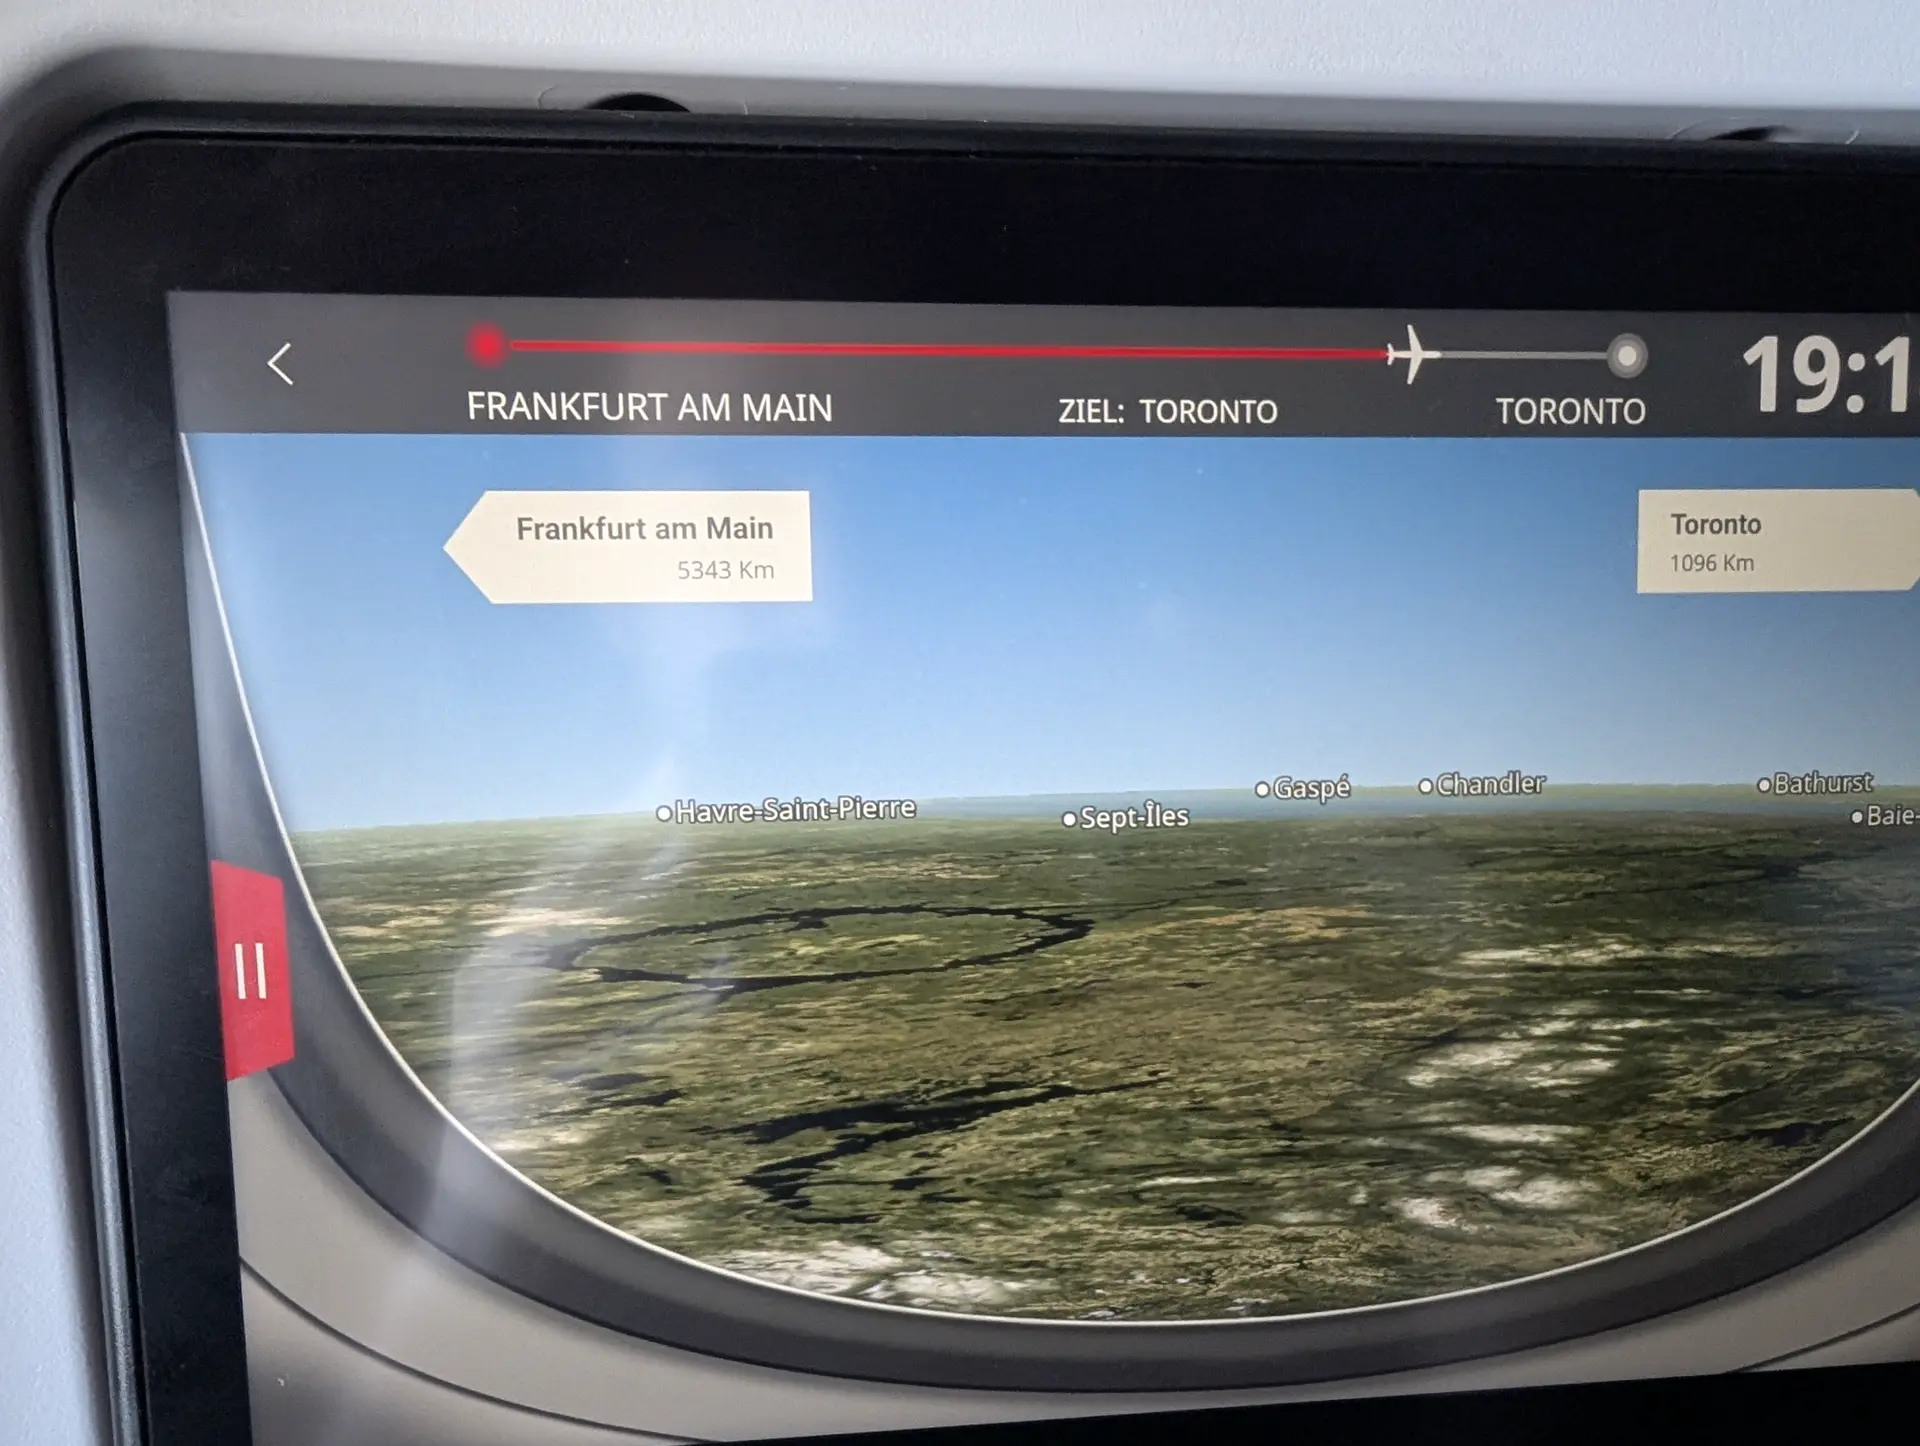 FRANKFURT AM MAIN
ZIEL: TORONTO
TORONTO
19:1
Frankfurt am Main
5343 Km
Toronto
1096 Km
Havre-Saint-Pierre
Sept-Îles
Gaspé
Chandler
Bathurst
Baie-